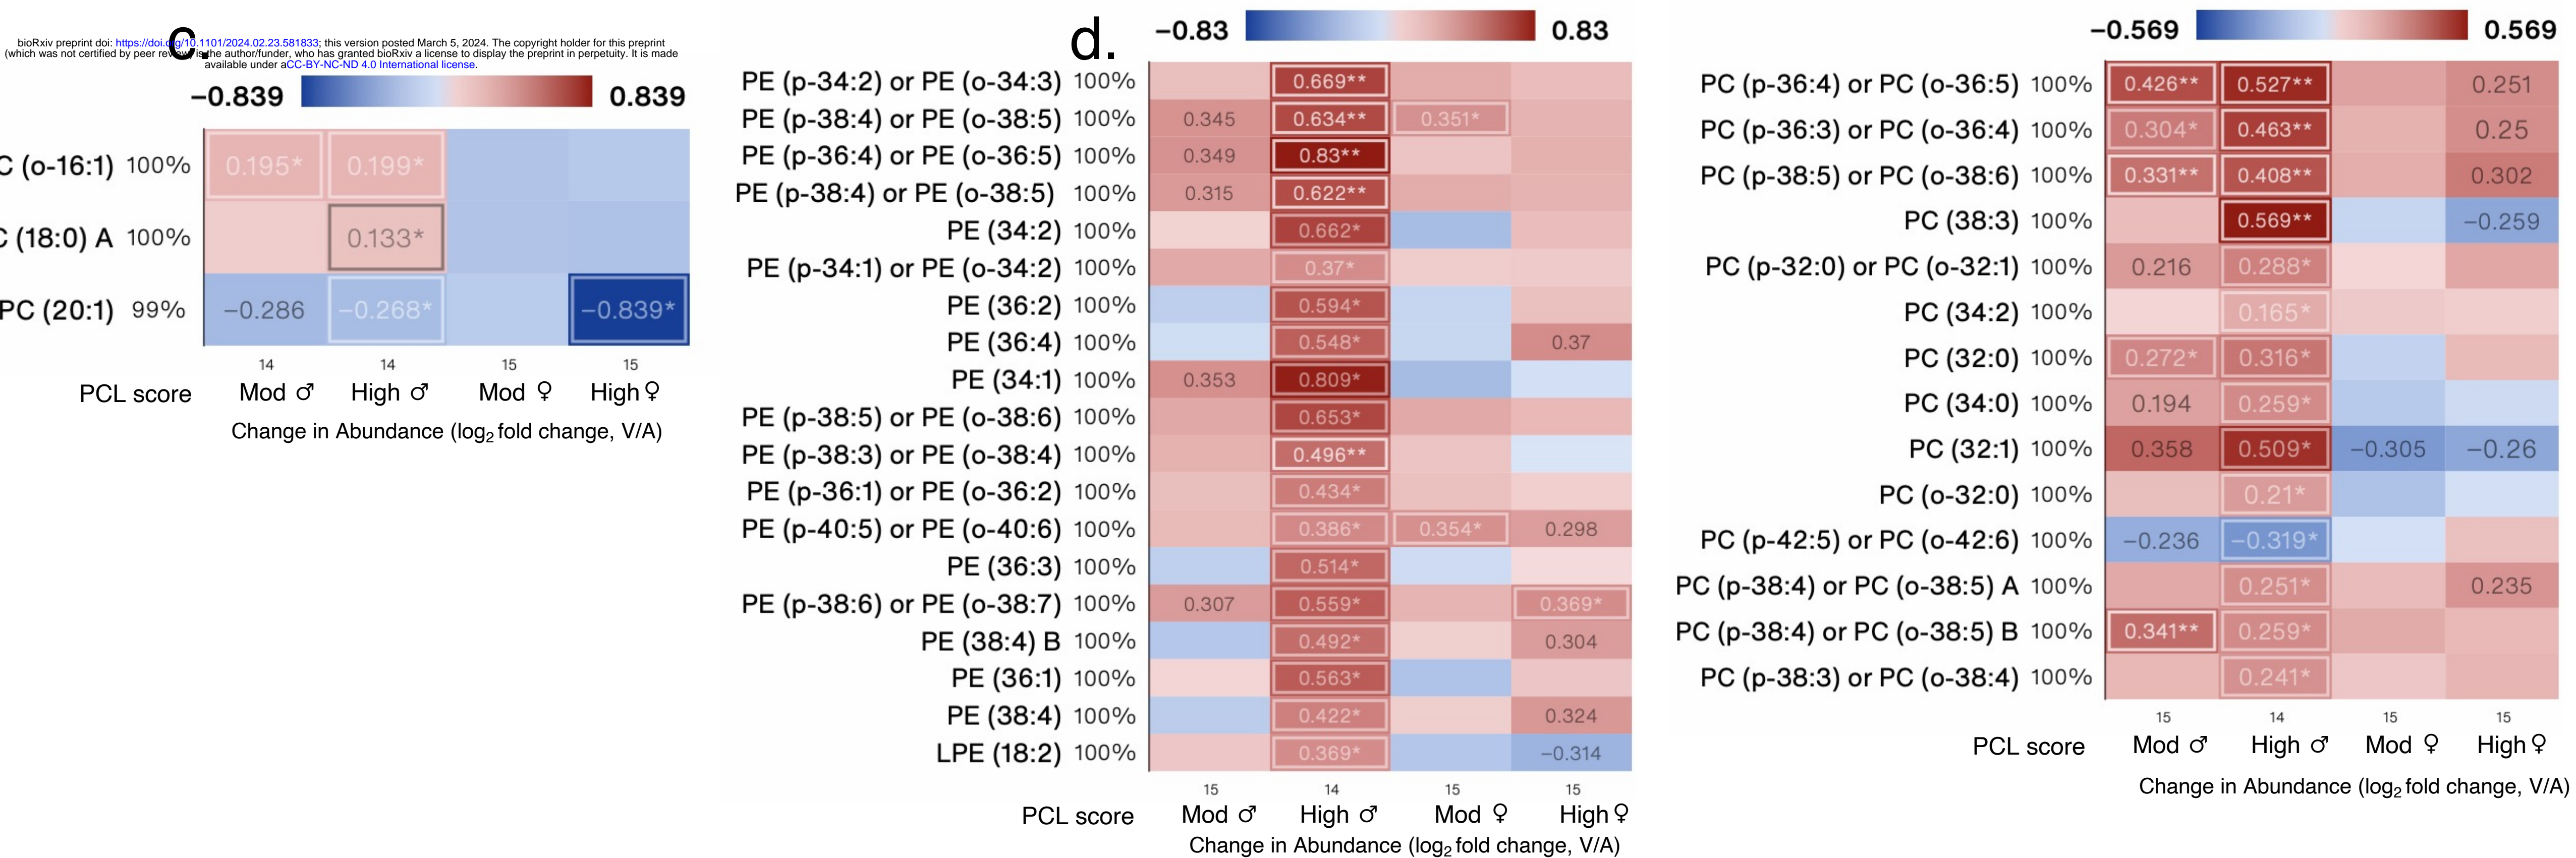 c.
bioRxiv preprint doi: https://doi.org/10.1101/2024.02.23.581833; this version posted March 5, 2024. The copyright holder for this preprint
(which was not certified by peer review) is the author/funder, who has granted bioRxiv a license to display the preprint in perpetuity. It is made
available under aCC-BY-NC-ND 4.0 International license.
−0.839 0.839
C (o-16:1) 100% 0.195* 0.199*
C (18:0) A 100% 0.133*
PC (20:1) 99% −0.286 −0.268* −0.839*
14 14 15 15
PCL score Mod ♂ High ♂ Mod ♀ High ♀
Change in Abundance (log2 fold change, V/A)
d.
−0.83 0.83
PE (p-34:2) or PE (o-34:3) 100% 0.669**
PE (p-38:4) or PE (o-38:5) 100% 0.345 0.634** 0.351*
PE (p-36:4) or PE (o-36:5) 100% 0.349 0.83**
PE (p-38:4) or PE (o-38:5) 100% 0.315 0.622**
PE (34:2) 100% 0.662*
PE (p-34:1) or PE (o-34:2) 100% 0.37*
PE (36:2) 100% 0.594*
PE (36:4) 100% 0.548* 0.37
PE (34:1) 100% 0.353 0.809*
PE (p-38:5) or PE (o-38:6) 100% 0.653*
PE (p-38:3) or PE (o-38:4) 100% 0.496**
PE (p-36:1) or PE (o-36:2) 100% 0.434*
PE (p-40:5) or PE (o-40:6) 100% 0.386* 0.354* 0.298
PE (36:3) 100% 0.514*
PE (p-38:6) or PE (o-38:7) 100% 0.307 0.559* 0.369*
PE (38:4) B 100% 0.492* 0.304
PE (36:1) 100% 0.563*
PE (38:4) 100% 0.422* 0.324
LPE (18:2) 100% 0.369* −0.314
15 14 15 15
PCL score Mod ♂ High ♂ Mod ♀ High ♀
Change in Abundance (log2 fold change, V/A)
−0.569 0.569
PC (p-36:4) or PC (o-36:5) 100% 0.426** 0.527** 0.251
PC (p-36:3) or PC (o-36:4) 100% 0.304* 0.463** 0.25
PC (p-38:5) or PC (o-38:6) 100% 0.331** 0.408** 0.302
PC (38:3) 100% 0.569** −0.259
PC (p-32:0) or PC (o-32:1) 100% 0.216 0.288*
PC (34:2) 100% 0.165*
PC (32:0) 100% 0.272* 0.316*
PC (34:0) 100% 0.194 0.259*
PC (32:1) 100% 0.358 0.509* −0.305 −0.26
PC (o-32:0) 100% 0.21*
PC (p-42:5) or PC (o-42:6) 100% −0.236 −0.319*
PC (p-38:4) or PC (o-38:5) A 100% 0.251* 0.235
PC (p-38:4) or PC (o-38:5) B 100% 0.341** 0.259*
PC (p-38:3) or PC (o-38:4) 100% 0.241*
15 14 15 15
PCL score Mod ♂ High ♂ Mod ♀ High ♀
Change in Abundance (log2 fold change, V/A)